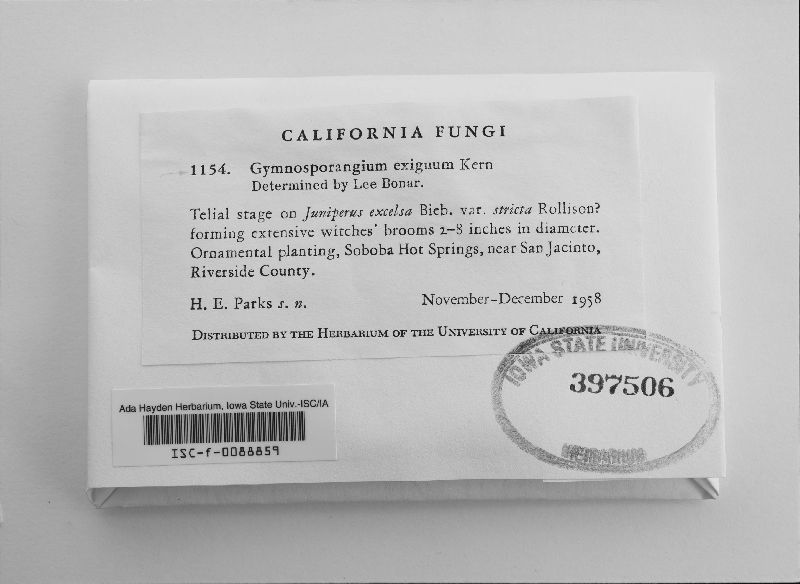 CALIFORNIA FUNGI
1154. Gymnosporangium exiguum Kern
Determined by Lee Bonar.
Telial stage on Juniperus excelsa Bieb. var. stricta Rollison?
forming extensive witches' brooms 2–8 inches in diameter.
Ornamental planting, Soboba Hot Springs, near San Jacinto,
Riverside County.
H. E. Parks s. n. November–December 1958
DISTRIBUTED BY THE HERBARIUM OF THE UNIVERSITY OF CALIFORNIA
IOWA STATE UNIVERSITY
397506
HERBARIUM
Ada Hayden Herbarium, Iowa State Univ.-ISC/IA
ISC-f-0088859